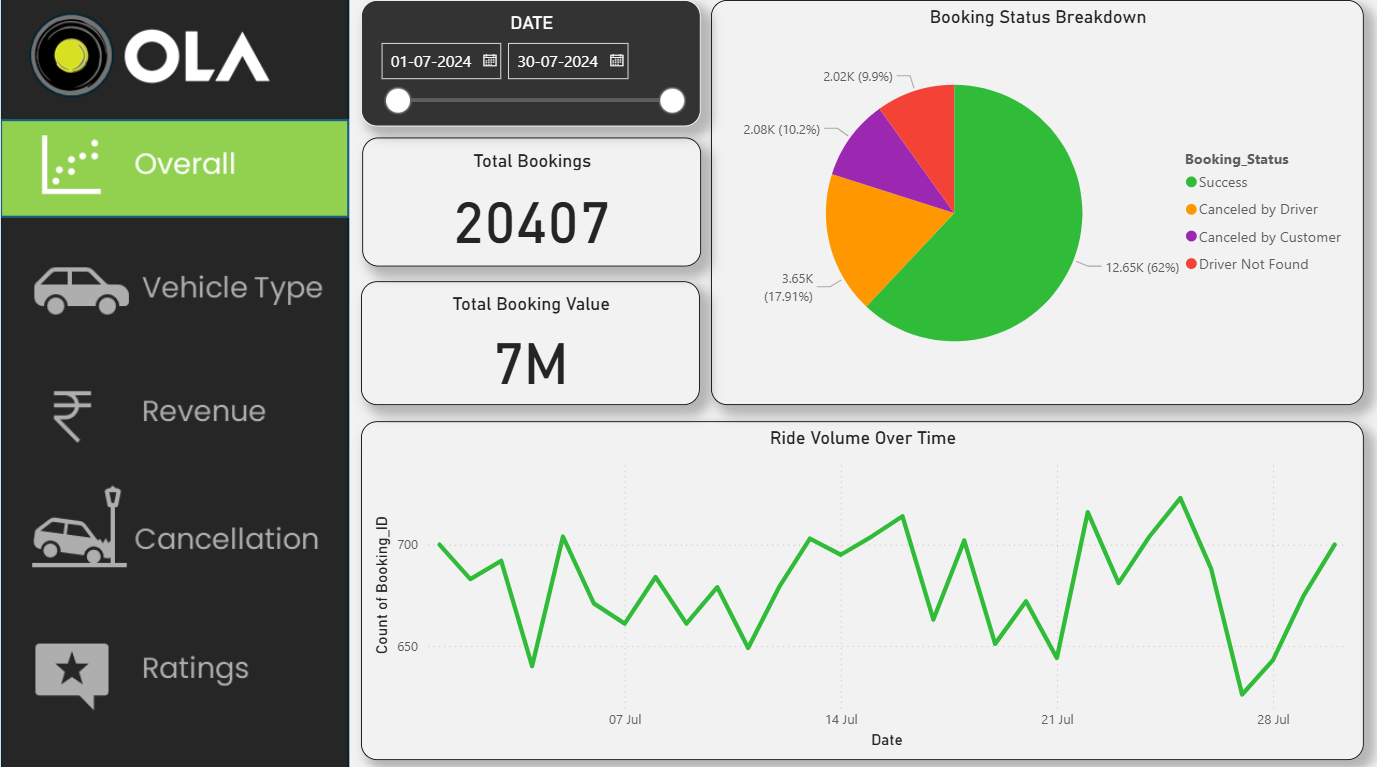 OLA
Overall
Vehicle Type
₹
Revenue
Cancellation
Ratings
DATE
01-07-2024 30-07-2024
Total Bookings
20407
Total Booking Value
7M
Booking Status Breakdown
2.02K (9.9%)
2.08K (10.2%)
3.65K
(17.91%)
12.65K (62%)
Booking_Status
Success
Canceled by Driver
Canceled by Customer
Driver Not Found
Ride Volume Over Time
Count of Booking_ID
700
650
07 Jul 14 Jul 21 Jul 28 Jul
Date